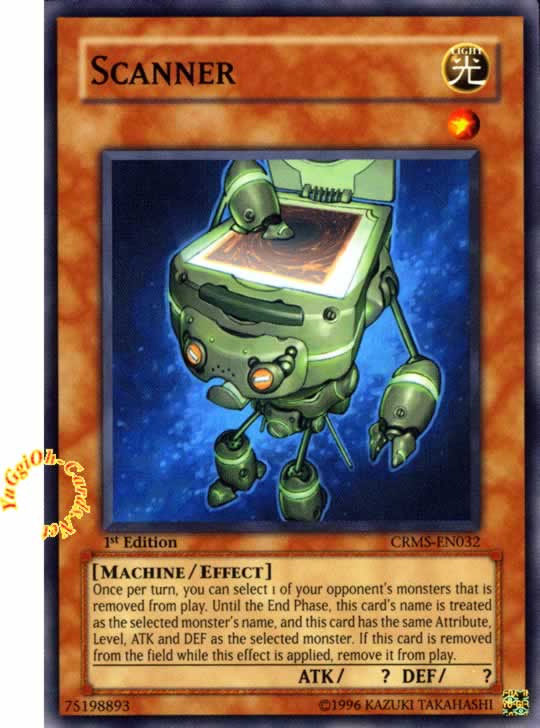 SCANNER
LIGHT
光
YuGgiOh-Cards.Net
1st Edition
CRMS-EN032
[MACHINE/EFFECT]
Once per turn, you can select 1 of your opponent's monsters that is
removed from play. Until the End Phase, this card's name is treated
as the selected monster's name, and this card has the same Attribute,
Level, ATK and DEF as the selected monster. If this card is removed
from the field while this effect is applied, remove it from play.
ATK/ ? DEF/ ?
75198893
©1996 KAZUKI TAKAHASHI